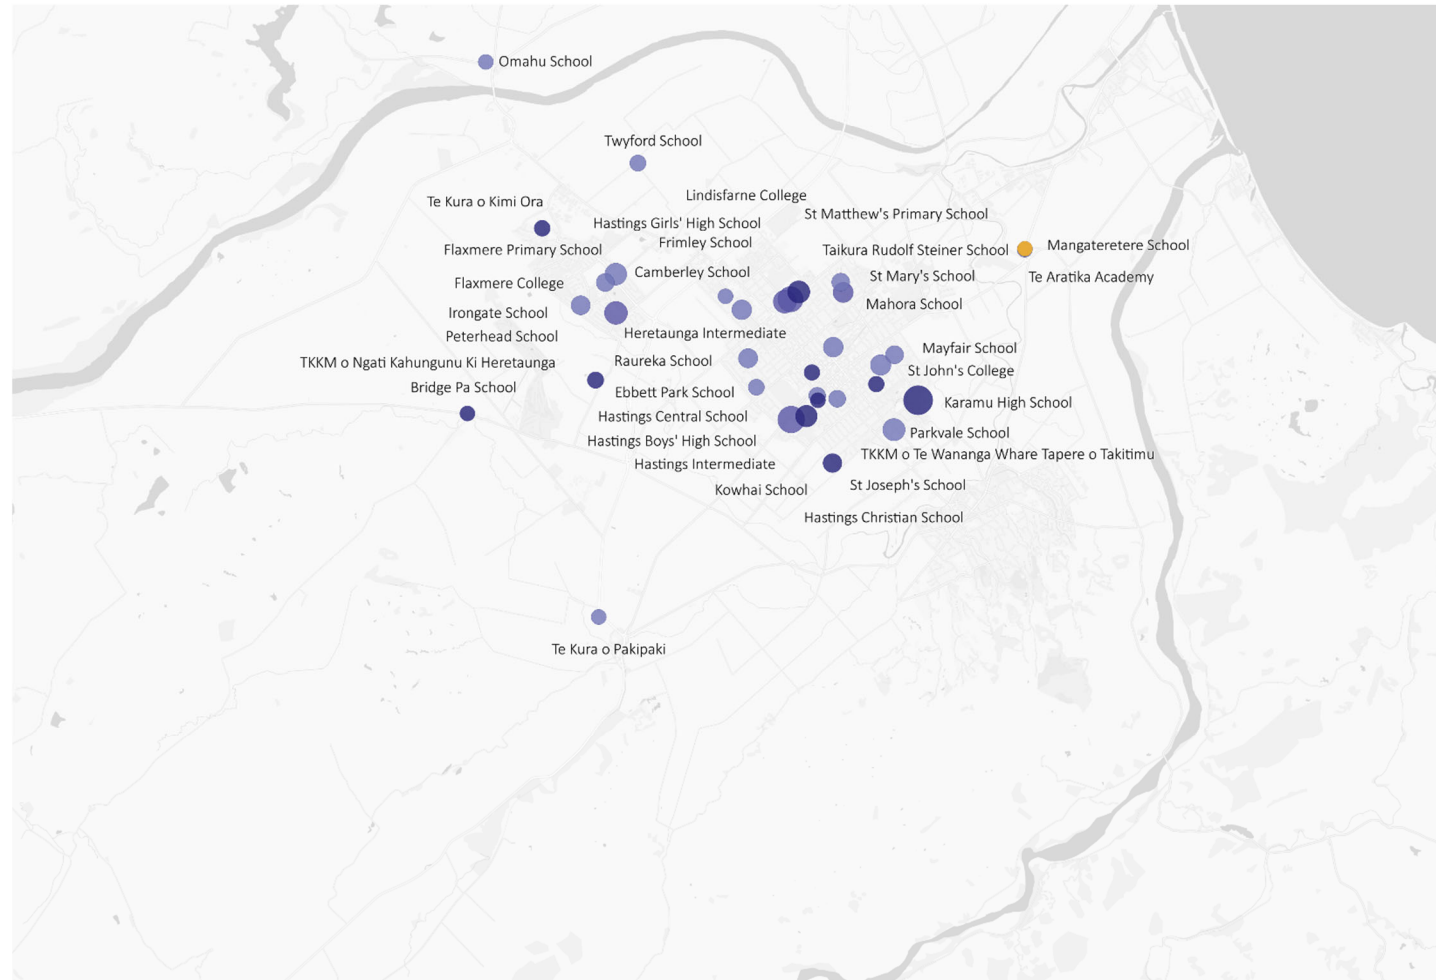 Omahu School
Twyford School
Lindisfarne College
Te Kura o Kimi Ora
St Matthew's Primary School
Hastings Girls' High School
Frimley School
Mangateretere School
Flaxmere Primary School
Taikura Rudolf Steiner School
Camberley School
St Mary's School
Te Aratika Academy
Flaxmere College
Mahora School
Irongate School
Heretaunga Intermediate
Peterhead School
Mayfair School
Raureka School
TKKM o Ngati Kahungunu Ki Heretaunga
St John's College
Bridge Pa School
Ebbett Park School
Karamu High School
Hastings Central School
Parkvale School
Hastings Boys' High School
TKKM o Te Wananga Whare Tapere o Takitimu
Hastings Intermediate
St Joseph's School
Kowhai School
Hastings Christian School
Te Kura o Pakipaki